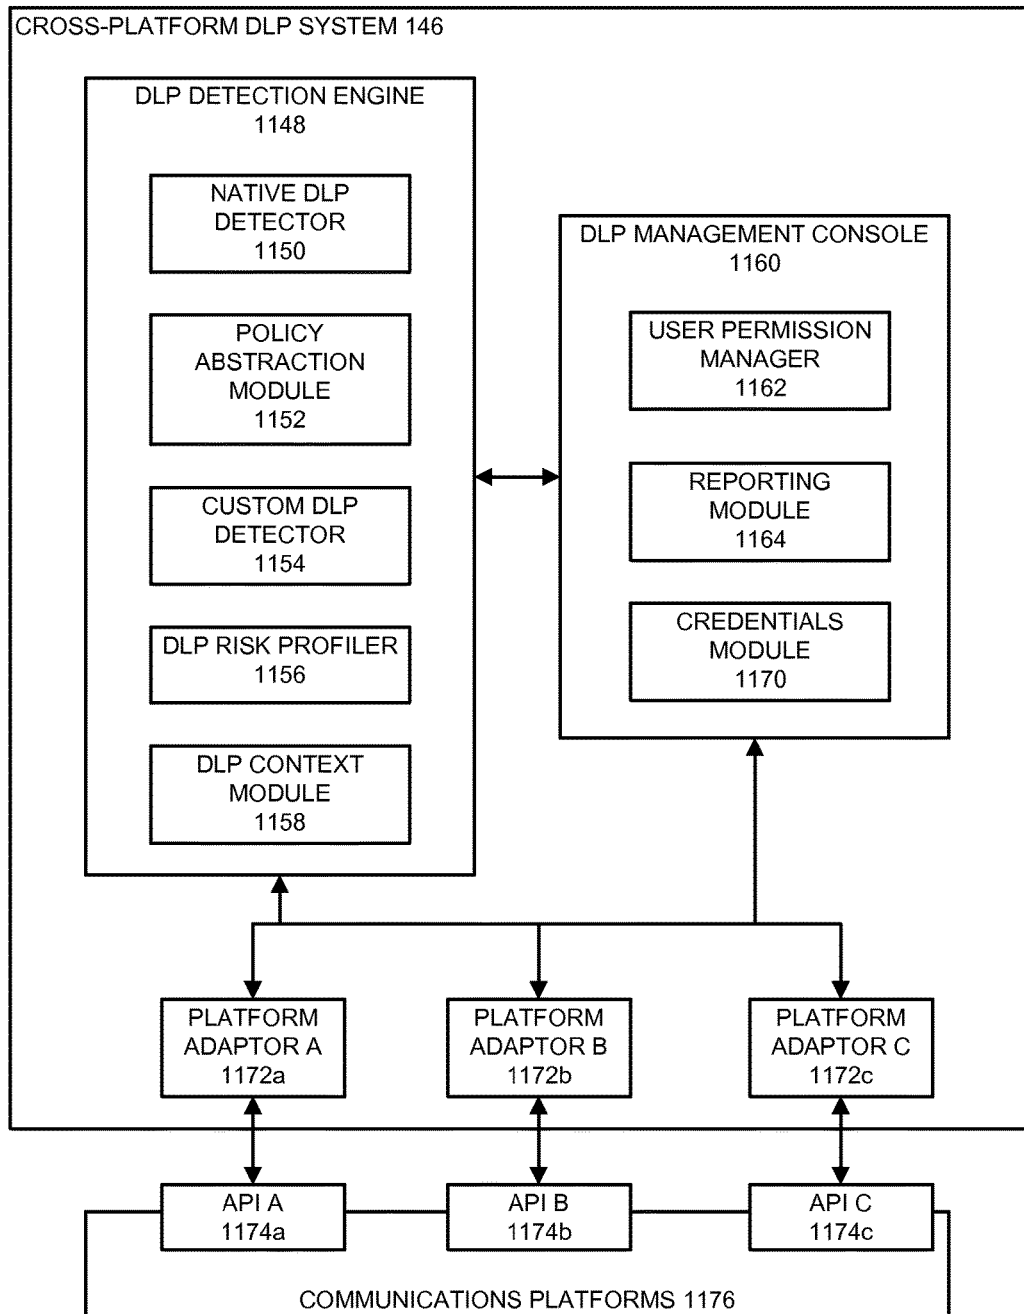 CROSS-PLATFORM DLP SYSTEM 146
DLP DETECTION ENGINE
1148
NATIVE DLP
DETECTOR
1150
POLICY
ABSTRACTION
MODULE
1152
CUSTOM DLP
DETECTOR
1154
DLP RISK PROFILER
1156
DLP CONTEXT
MODULE
1158
DLP MANAGEMENT CONSOLE
1160
USER PERMISSION
MANAGER
1162
REPORTING
MODULE
1164
CREDENTIALS
MODULE
1170
PLATFORM
ADAPTOR A
1172a
PLATFORM
ADAPTOR B
1172b
PLATFORM
ADAPTOR C
1172c
API A
1174a
API B
1174b
API C
1174c
COMMUNICATIONS PLATFORMS 1176